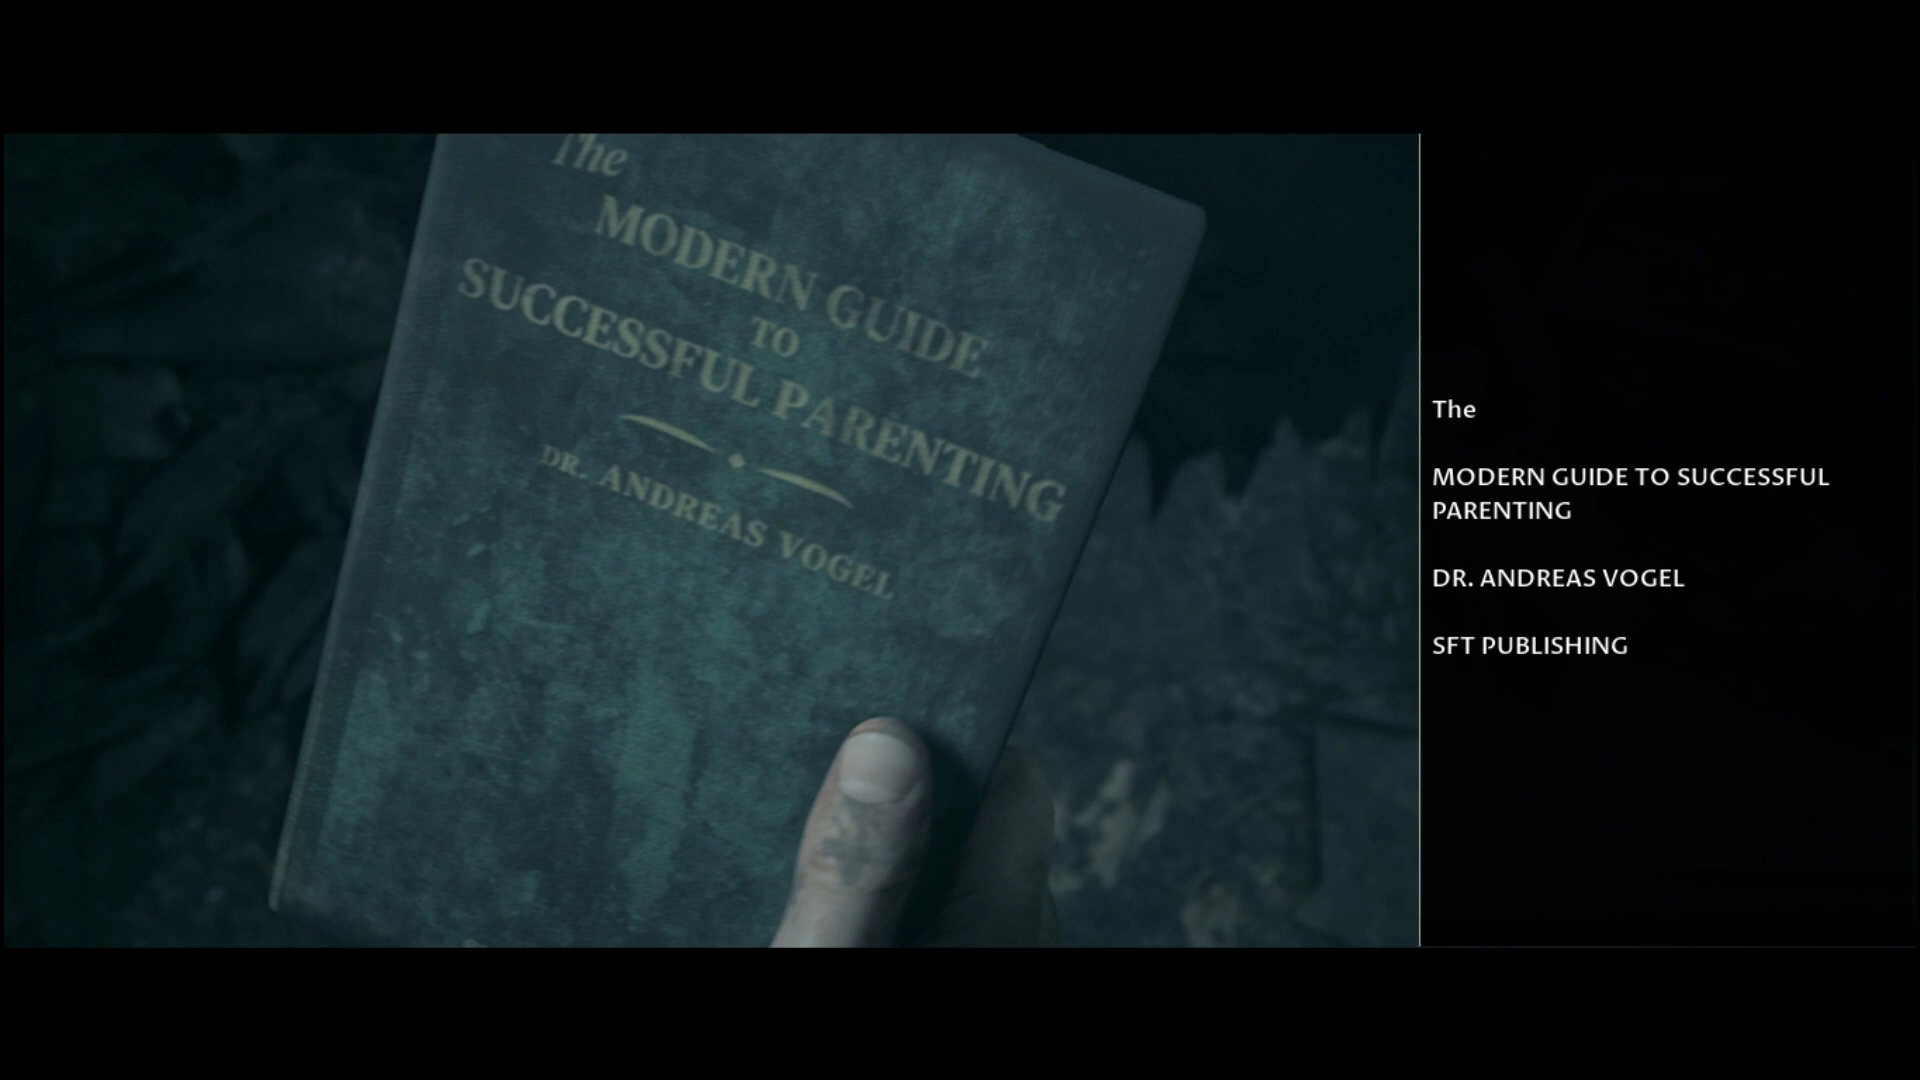 The
MODERN GUIDE
TO
SUCCESSFUL PARENTING
DR. ANDREAS VOGEL
The
MODERN GUIDE TO SUCCESSFUL
PARENTING
DR. ANDREAS VOGEL
SFT PUBLISHING